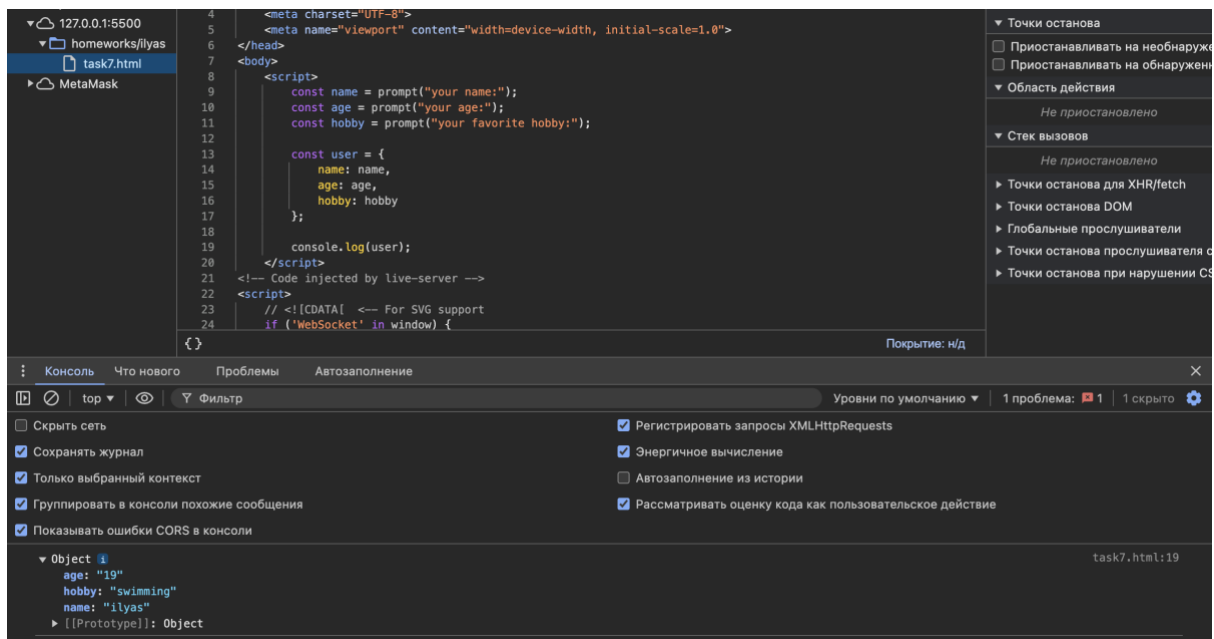 127.0.0.1:5500
homeworks/ilyas
task7.html
MetaMask
4 <meta charset="UTF-8">
5 <meta name="viewport" content="width=device-width, initial-scale=1.0">
6 </head>
7 <body>
8 <script>
9 const name = prompt("your name:");
10 const age = prompt("your age:");
11 const hobby = prompt("your favorite hobby:");
12
13 const user = {
14 name: name,
15 age: age,
16 hobby: hobby
17 };
18
19 console.log(user);
20 </script>
21 <!-- Code injected by live-server -->
22 <script>
23 // <![CDATA[ <-- For SVG support
24 if ('WebSocket' in window) {
{} Покрытие: н/д
Точки останова
Приостанавливать на необнаруже
Приостанавливать на обнаруженн
Область действия
Не приостановлено
Стек вызовов
Не приостановлено
Точки останова для XHR/fetch
Точки останова DOM
Глобальные прослушиватели
Точки останова прослушивателя с
Точки останова при нарушении CS
Консоль Что нового Проблемы Автозаполнение
top Фильтр Уровни по умолчанию 1 проблема: 1 1 скрыто
Скрыть сеть Регистрировать запросы XMLHttpRequests
Сохранять журнал Энергичное вычисление
Только выбранный контекст Автозаполнение из истории
Группировать в консоли похожие сообщения Рассматривать оценку кода как пользовательское действие
Показывать ошибки CORS в консоли
Object i task7.html:19
age: "19"
hobby: "swimming"
name: "ilyas"
[[Prototype]]: Object